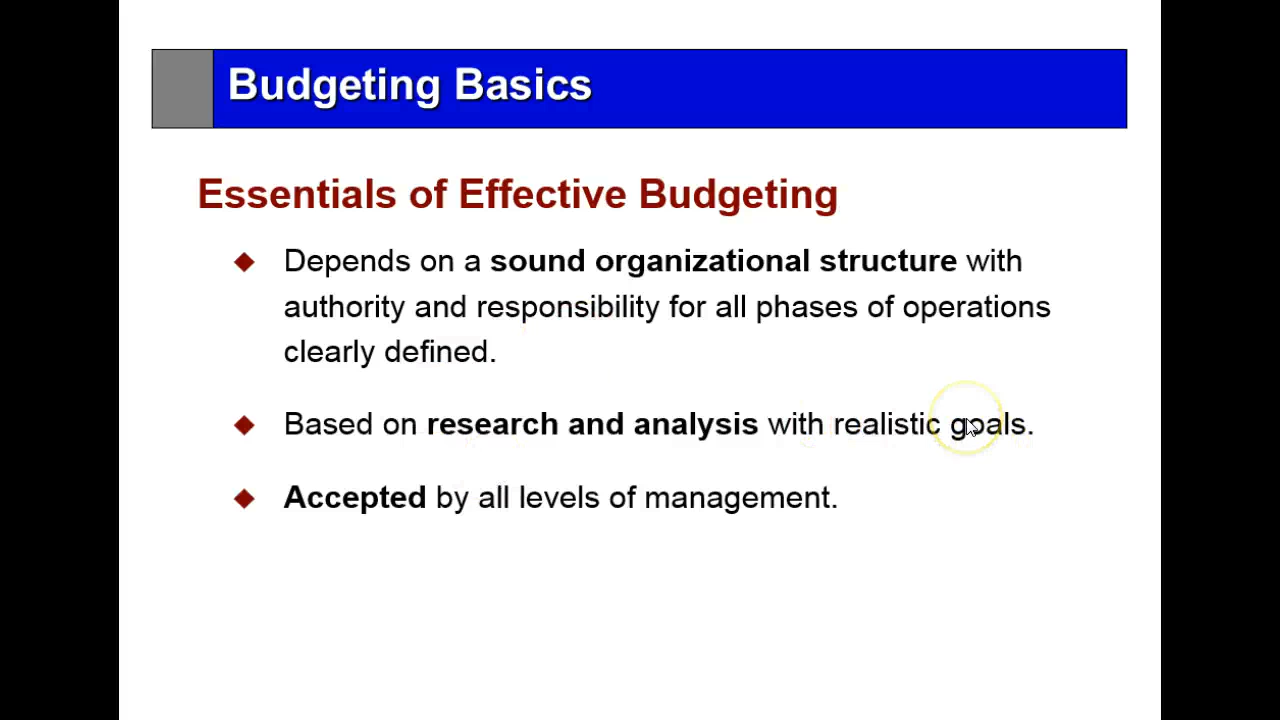 Budgeting Basics
Essentials of Effective Budgeting
Depends on a sound organizational structure with
authority and responsibility for all phases of operations
clearly defined.
Based on research and analysis with realistic goals.
Accepted by all levels of management.